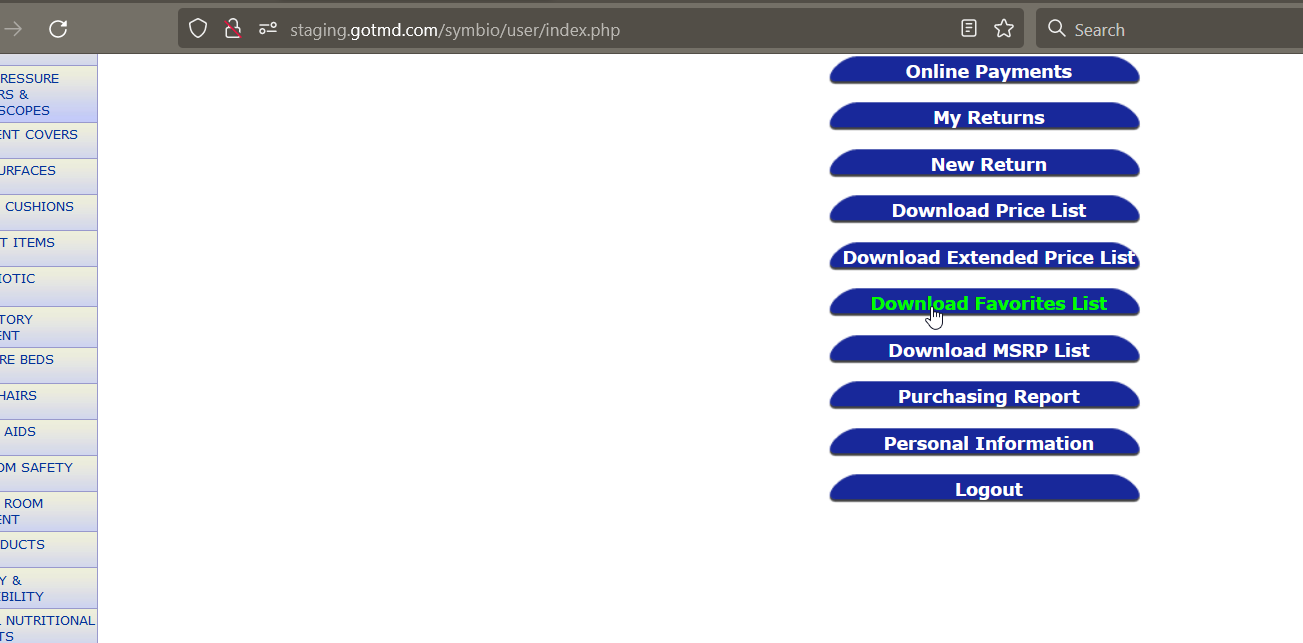 staging.gotmd.com/symbio/user/index.php
Search
RESSURE
RS &
SCOPES
ENT COVERS
URFACES
CUSHIONS
T ITEMS
IOTIC
TORY
ENT
RE BEDS
HAIRS
AIDS
OM SAFETY
ROOM
ENT
DUCTS
Y &
IBILITY
NUTRITIONAL
TS
Online Payments
My Returns
New Return
Download Price List
Download Extended Price List
Download Favorites List
Download MSRP List
Purchasing Report
Personal Information
Logout